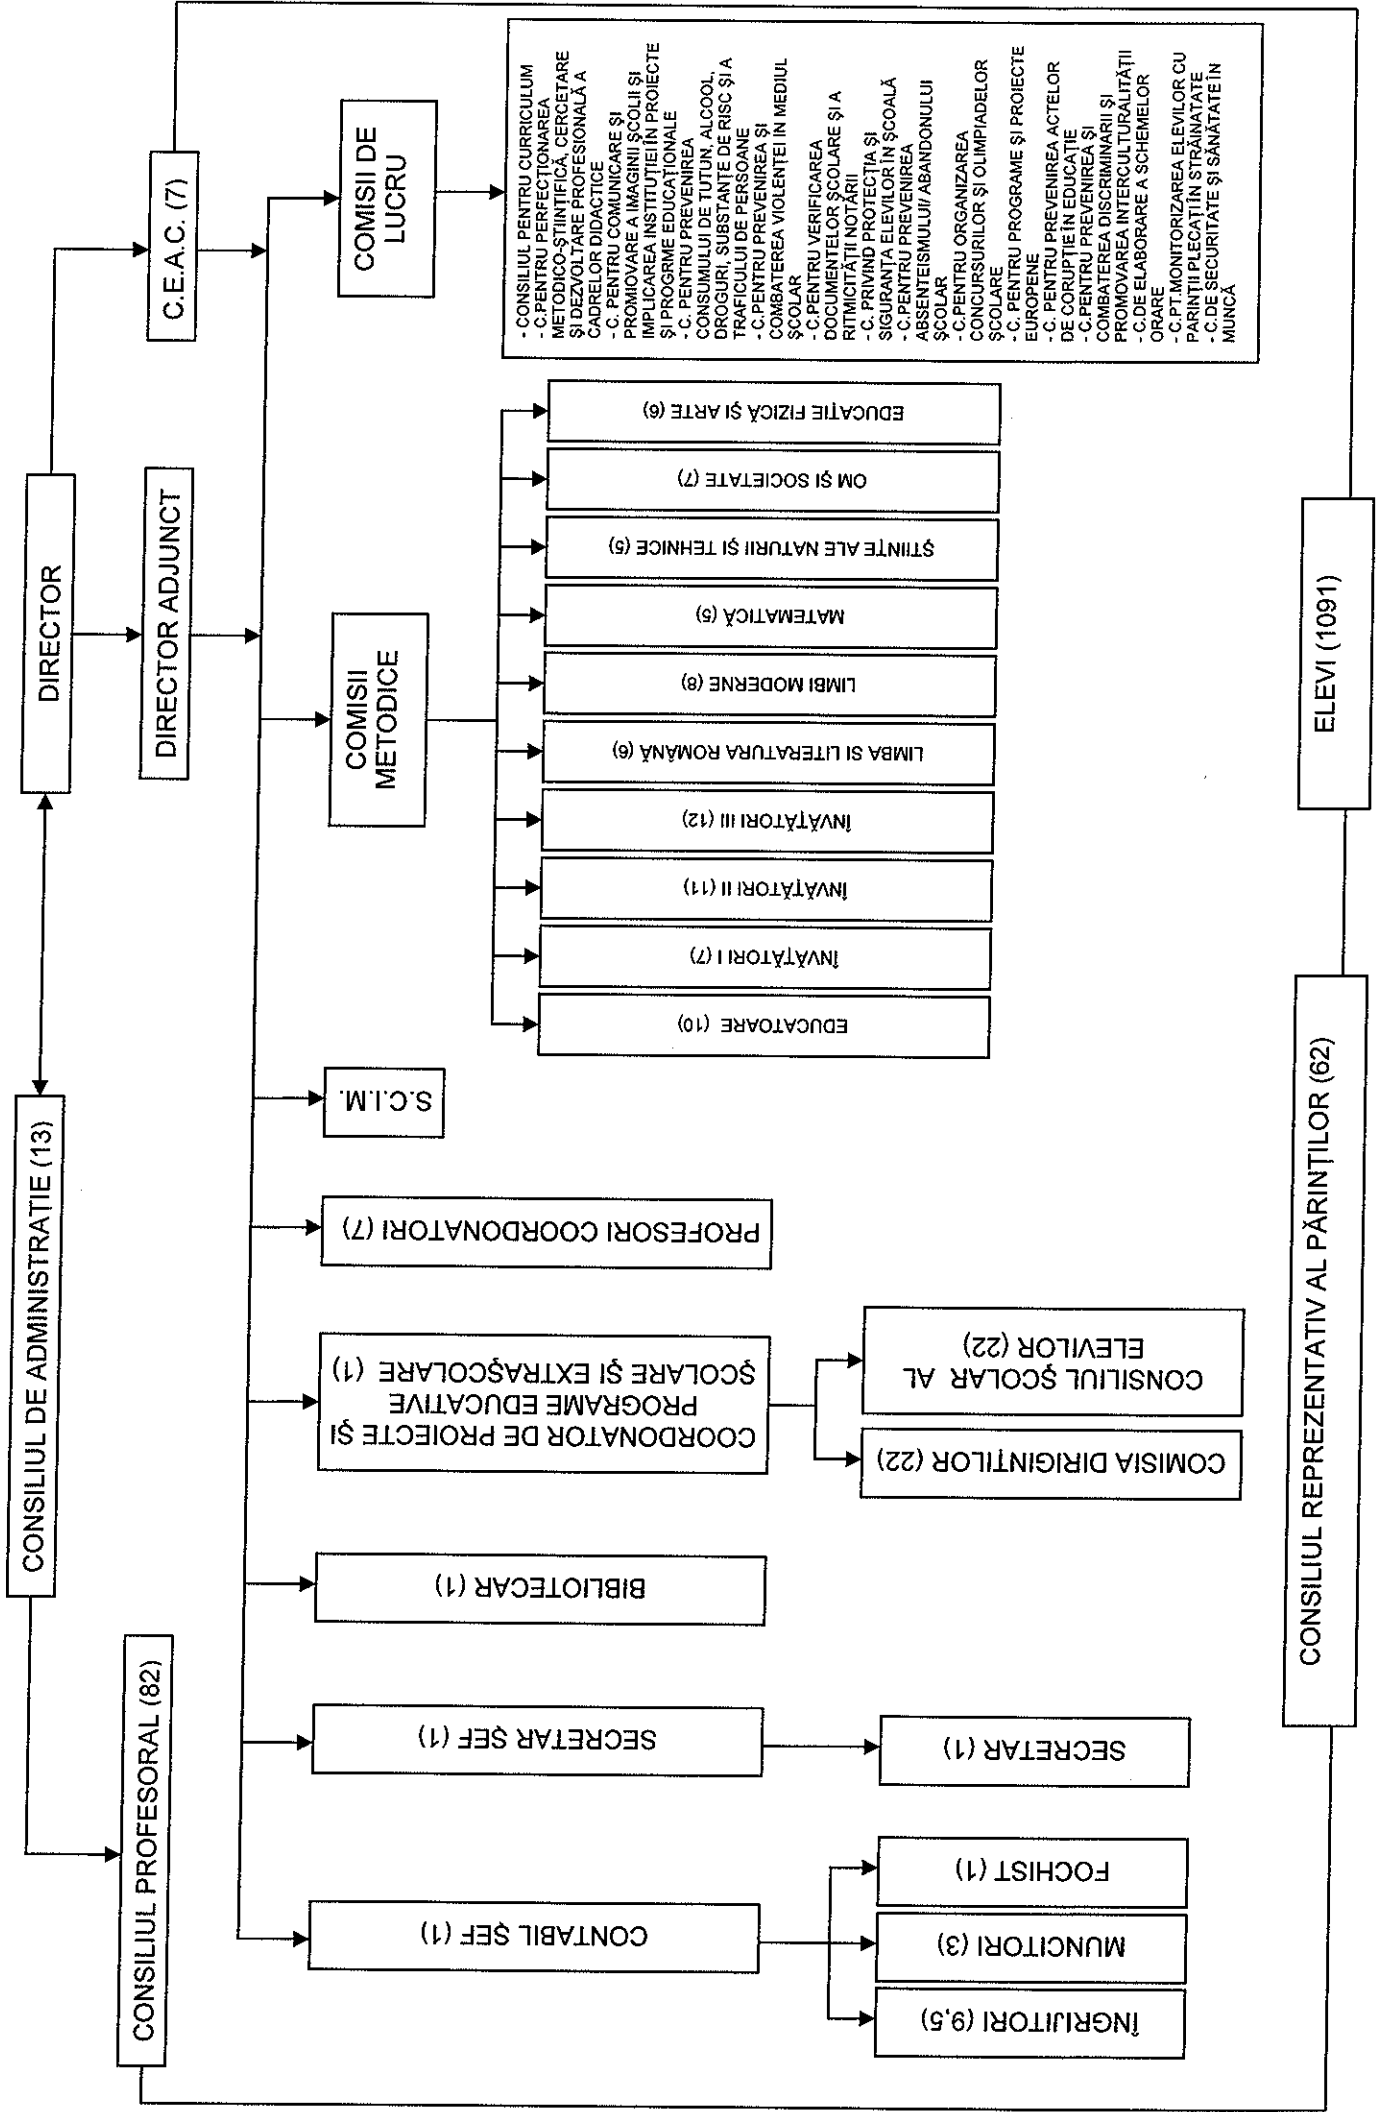 CONSILIUL DE ADMINISTRAȚIE (13)
DIRECTOR
CONSILIUL PROFESORAL (82)
DIRECTOR ADJUNCT
C.E.A.C. (7)
CONTABIL ȘEF (1)
SECRETAR ȘEF (1)
BIBLIOTECAR (1)
COORDONATOR DE PROIECTE ȘI
PROGRAME EDUCATIVE
ȘCOLARE ȘI EXTRAȘCOLARE (1)
PROFESORI COORDONATORI (7)
S.C.I.M.
COMISII
METODICE
COMISII DE
LUCRU
ÎNGRIJITORI (9,5)
MUNCITORI (3)
FOCHIST (1)
SECRETAR (1)
COMISIA DIRIGINȚILOR (22)
CONSILIUL ȘCOLAR AL
ELEVILOR (22)
EDUCATOARE (10)
ÎNVĂȚĂTORI I (7)
ÎNVĂȚĂTORI II (11)
ÎNVĂȚĂTORI III (12)
LIMBA SI LITERATURA ROMÂNĂ (6)
LIMBI MODERNE (8)
MATEMATICĂ (5)
ȘTIINȚE ALE NATURII ȘI TEHNICE (5)
OM ȘI SOCIETATE (7)
EDUCAȚIE FIZICĂ ȘI ARTE (6)
- CONSILIUL PENTRU CURICULUM
- C.PENTRU PERFECȚIONAREA
METODICO-ȘTIINȚIFICĂ, CERCETARE
ȘI DEZVOLTARE PROFESIONALĂ A
CADRELOR DIDACTICE
- C. PENTRU COMUNICARE ȘI
PROMIOVARE A IMAGINII ȘCOLII ȘI
IMPLICAREA INSTITUȚIEI ÎN PROIECTE
ȘI PROGRME EDUCAȚIONALE
- C. PENTRU PREVENIREA
CONSUMULUI DE TUTUN, ALCOOL,
DROGURI, SUBSTANȚE DE RISC ȘI A
TRAFICULUI DE PERSOANE
- C.PENTRU PREVENIREA ȘI
COMBATEREA VIOLENȚEI ÎN MEDIUL
ȘCOLAR
- C.PENTRU VERIFICAREA
DOCUMENTELOR ȘCOLARE ȘI A
RITMICITĂȚII NOTĂRII
- C. PRIVIND PROTECȚIA ȘI
SIGURANȚA ELEVILOR ÎN ȘCOALĂ
- C.PENTRU PREVENIREA
ABSENTEISMULUI/ ABANDONULUI
ȘCOLAR
- C.PENTRU ORGANIZAREA
CONCURSURILOR ȘI OLIMPIADELOR
ȘCOLARE
- C. PENTRU PROGRAME ȘI PROIECTE
EUROPENE
- C. PENTRU PREVENIREA ACTELOR
DE CORUPȚIE ÎN EDUCAȚIE
- C.PENTRU PREVENIREA ȘI
COMBATEREA DISCRIMINĂRII ȘI
PROMOVAREA INTERCULTURALITĂȚII
- C.DE ELABORARE A SCHEMELOR
ORARE
- C.PT.MONITORIZAREA ELEVILOR CU
PARINȚII PLECAȚI ÎN STRĂINATATE
- C.DE SECURITATE ȘI SĂNĂTATE ÎN
MUNCĂ
CONSILIUL REPREZENTATIV AL PĂRINȚILOR (62)
ELEVI (1091)